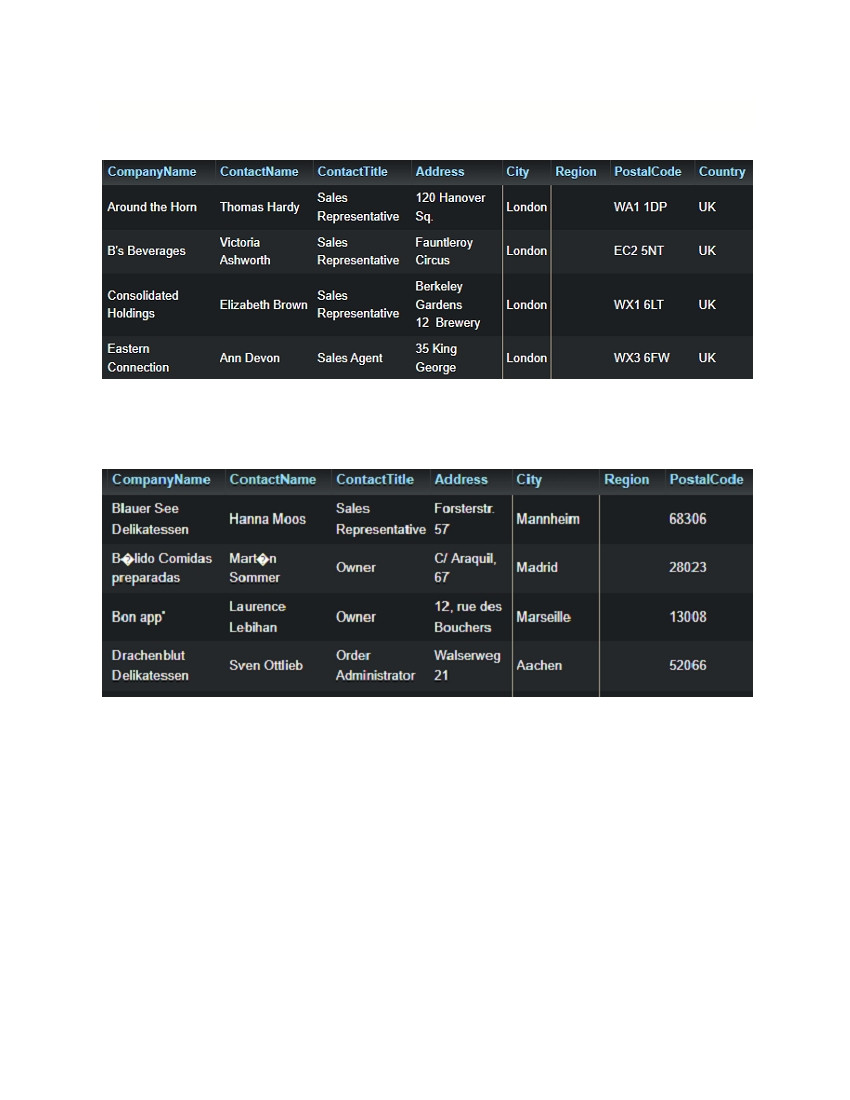 CompanyName ContactName ContactTitle Address City Region PostalCode Country
Around the Horn Thomas Hardy Sales Representative 120 Hanover Sq. London WA1 1DP UK
B's Beverages Victoria Ashworth Sales Representative Fauntleroy Circus London EC2 5NT UK
Consolidated Holdings Elizabeth Brown Sales Representative Berkeley Gardens 12 Brewery London WX1 6LT UK
Eastern Connection Ann Devon Sales Agent 35 King George London WX3 6FW UK
CompanyName ContactName ContactTitle Address City Region PostalCode
Blauer See Delikatessen Hanna Moos Sales Representative Forsterstr. 57 Mannheim 68306
B�lido Comidas preparadas Mart�n Sommer Owner C/ Araquil, 67 Madrid 28023
Bon app' Laurence Lebihan Owner 12, rue des Bouchers Marseille 13008
Drachenblut Delikatessen Sven Ottlieb Order Administrator Walserweg 21 Aachen 52066